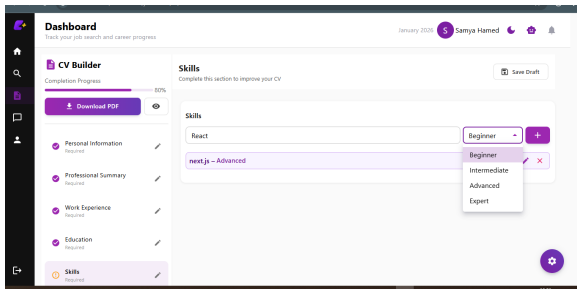 Dashboard
Track your job search and career progress
January 2026
S
Samya Hamed
CV Builder
Completion Progress
80%
Download PDF
Personal Information
Required
Professional Summary
Required
Work Experience
Required
Education
Required
Skills
Required
Skills
Complete this section to improve your CV
Save Draft
Skills
React
Beginner
+
next.js – Advanced
Beginner
Intermediate
Advanced
Expert